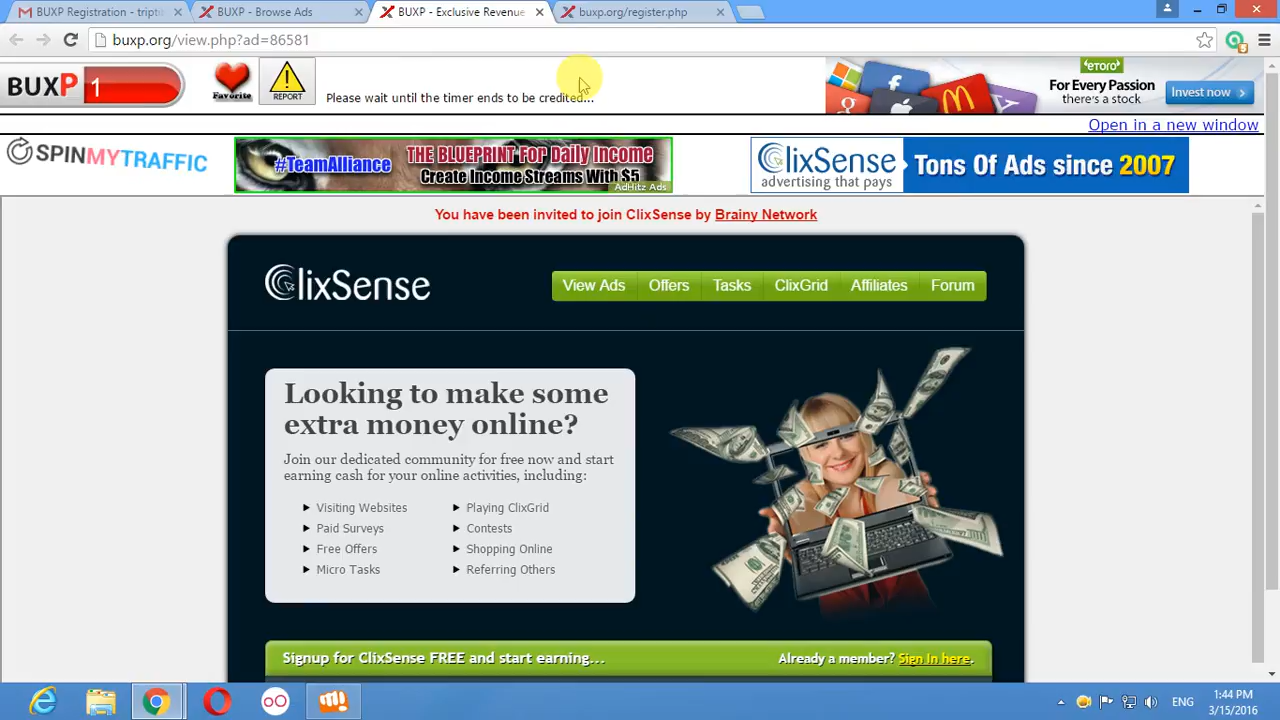 BUXP Registration - tripto
BUXP - Browse Ads
BUXP - Exclusive Revenue
buxp.org/register.php
buxp.org/view.php?ad=86581
BUXP 1
Favorite
REPORT
Please wait until the timer ends to be credited...
eTORO
For Every Passion
there's a stock
Invest now
Open in a new window
SPINMYTRAFFIC
#TeamAlliance
THE BLUEPRINT For Daily Income
Create Income Streams With $5
AdHitz Ads
ClixSense
advertising that pays
Tons Of Ads since 2007
You have been invited to join ClixSense by Brainy Network
ClixSense
View Ads
Offers
Tasks
ClixGrid
Affiliates
Forum
Looking to make some
extra money online?
Join our dedicated community for free now and start
earning cash for your online activities, including:
Visiting Websites
Playing ClixGrid
Paid Surveys
Contests
Free Offers
Shopping Online
Micro Tasks
Referring Others
Signup for ClixSense FREE and start earning...
Already a member? Sign In here.
ENG
1:44 PM
3/15/2016